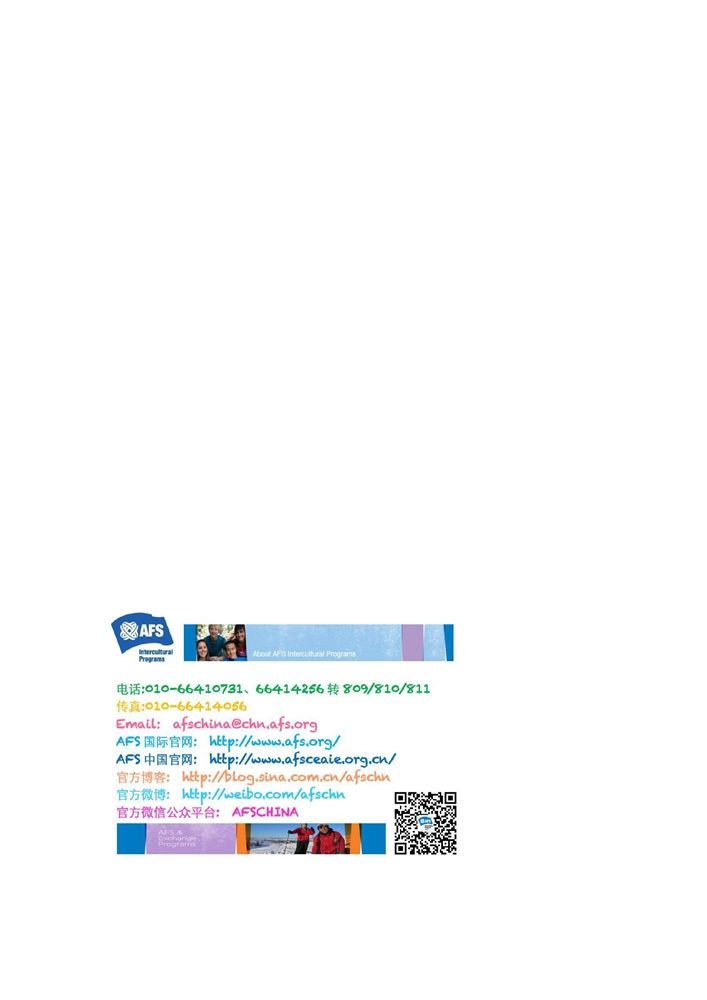 AFS
Intercultural
Programs
About AFS Intercultural Programs
电话:010-66410731、66414256 转 809/810/811
传真:010-66414056
Email: afschina@chn.afs.org
AFS 国际官网: http://www.afs.org/
AFS 中国官网: http://www.afsceaie.org.cn/
官方博客: http://blog.sina.com.cn/afschn
官方微博: http://weibo.com/afschn
官方微信公众平台: AFSCHINA
AFS &
Exchange
Programs